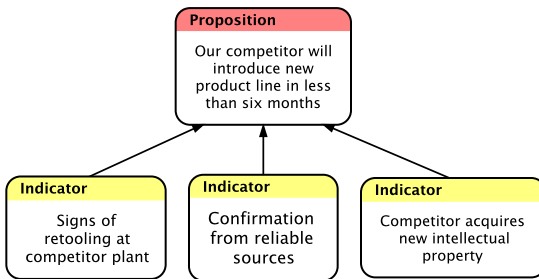 Proposition
Our competitor will
introduce new
product line in less
than six months
Indicator
Signs of
retooling at
competitor plant
Indicator
Confirmation
from reliable
sources
Indicator
Competitor acquires
new intellectual
property